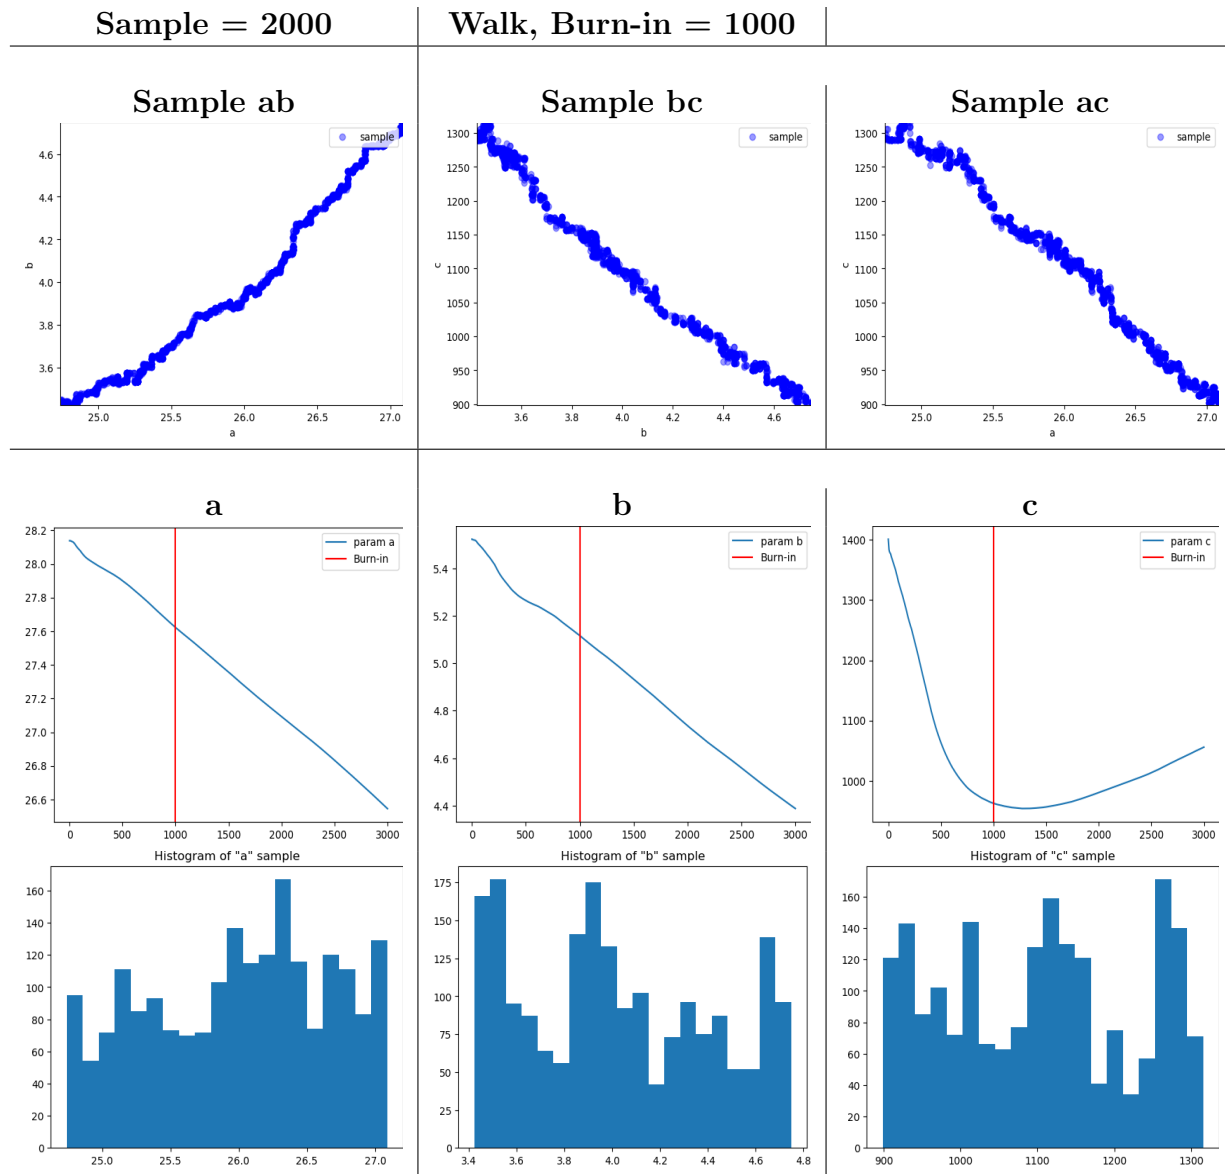 Sample = 2000 Walk, Burn-in = 1000
Sample ab Sample bc Sample ac
sample
4.6
4.4
4.2
4.0
3.8
3.6
b
25.0 25.5 26.0 26.5 27.0
a
sample
1300
1250
1200
1150
1100
1050
1000
950
900
c
3.6 3.8 4.0 4.2 4.4 4.6
b
sample
1300
1250
1200
1150
1100
1050
1000
950
900
c
25.0 25.5 26.0 26.5 27.0
a
a b c
param a
Burn-in
28.2
28.0
27.8
27.6
27.4
27.2
27.0
26.8
26.6
0 500 1000 1500 2000 2500 3000
param b
Burn-in
5.4
5.2
5.0
4.8
4.6
4.4
0 500 1000 1500 2000 2500 3000
param c
Burn-in
1400
1300
1200
1100
1000
0 500 1000 1500 2000 2500 3000
Histogram of "a" sample
160
140
120
100
80
60
40
20
0
25.0 25.5 26.0 26.5 27.0
Histogram of "b" sample
175
150
125
100
75
50
25
0
3.4 3.6 3.8 4.0 4.2 4.4 4.6 4.8
Histogram of "c" sample
160
140
120
100
80
60
40
20
0
900 1000 1100 1200 1300